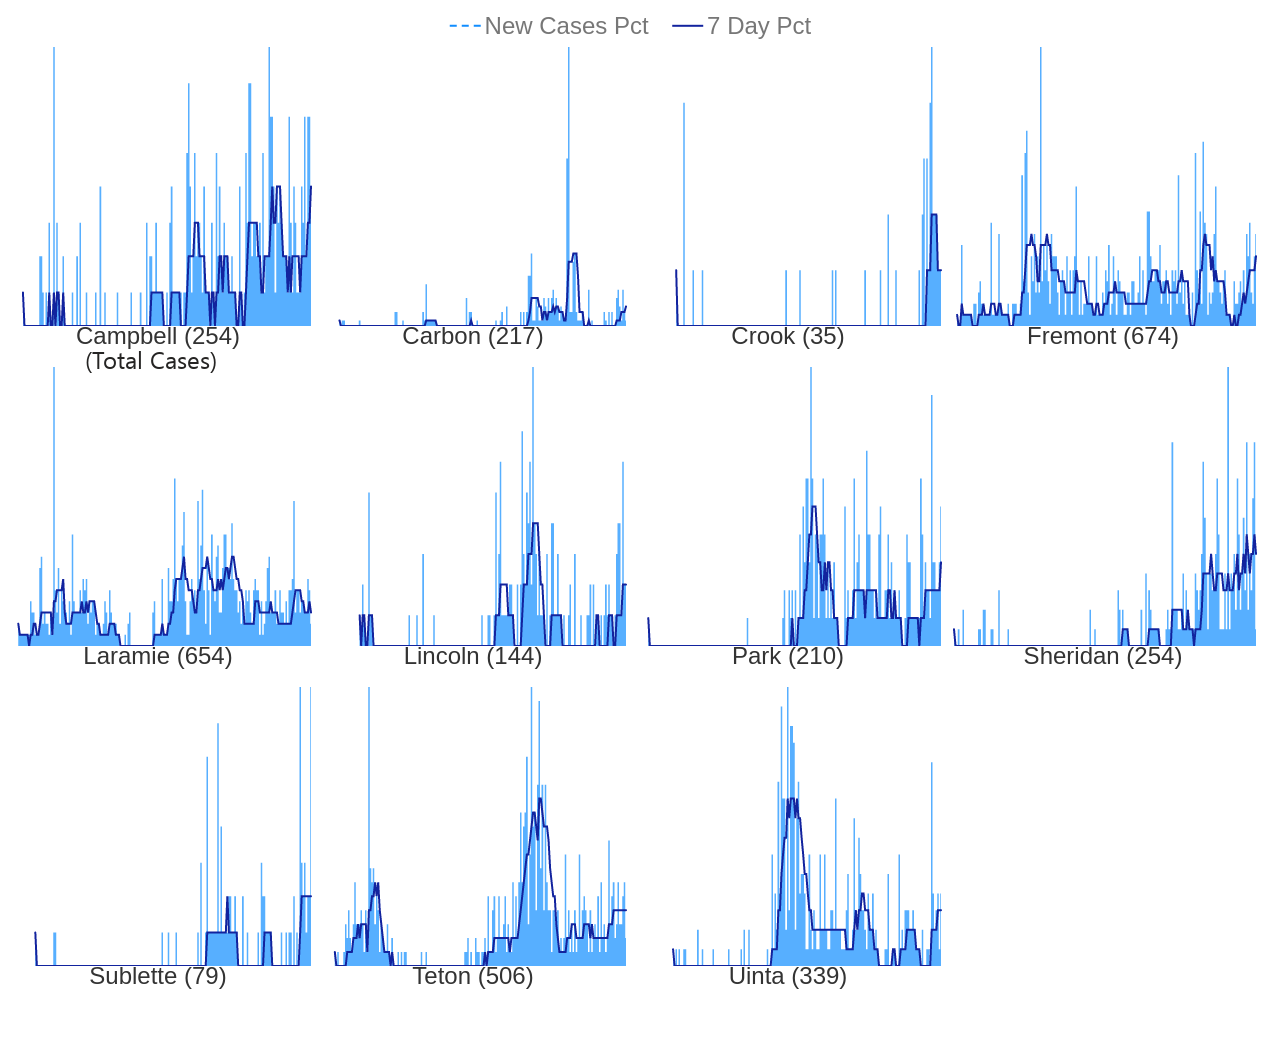 New Cases Pct 7 Day Pct
Campbell (254) Carbon (217) Crook (35) Fremont (674)
(Total Cases)
Laramie (654) Lincoln (144) Park (210) Sheridan (254)
Sublette (79) Teton (506) Uinta (339)